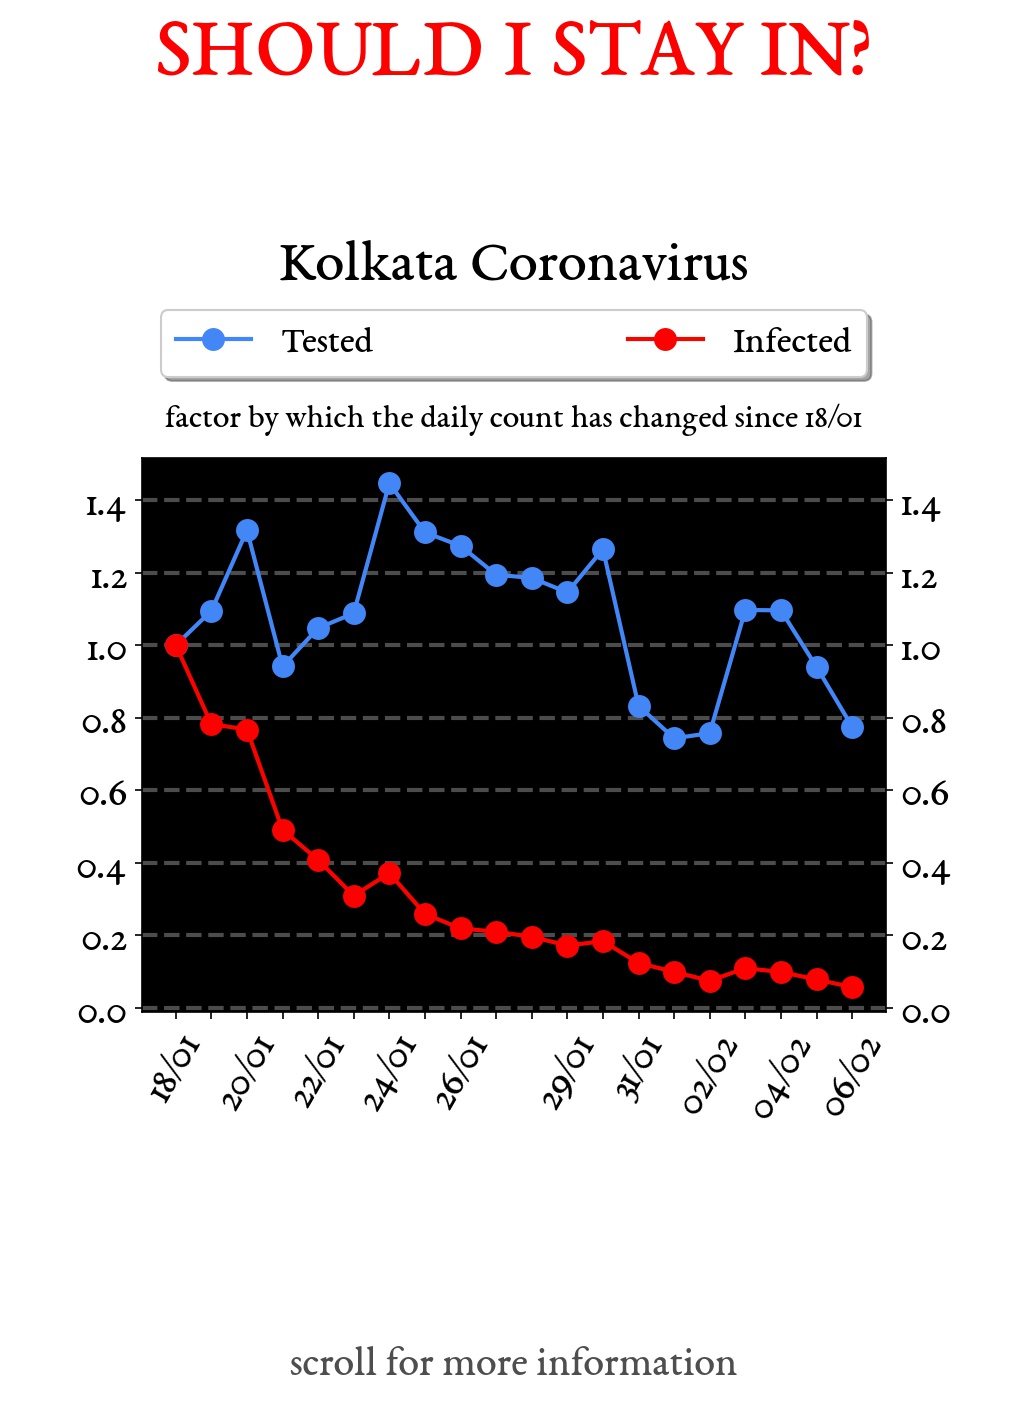 SHOULD I STAY IN?
Kolkata Coronavirus
Tested Infected
factor by which the daily count has changed since 18/01
1.4 1.4
1.2 1.2
1.0 1.0
0.8 0.8
0.6 0.6
0.4 0.4
0.2 0.2
0.0 0.0
18/01 20/01 22/01 24/01 26/01 29/01 31/01 02/02 04/02 06/02
scroll for more information